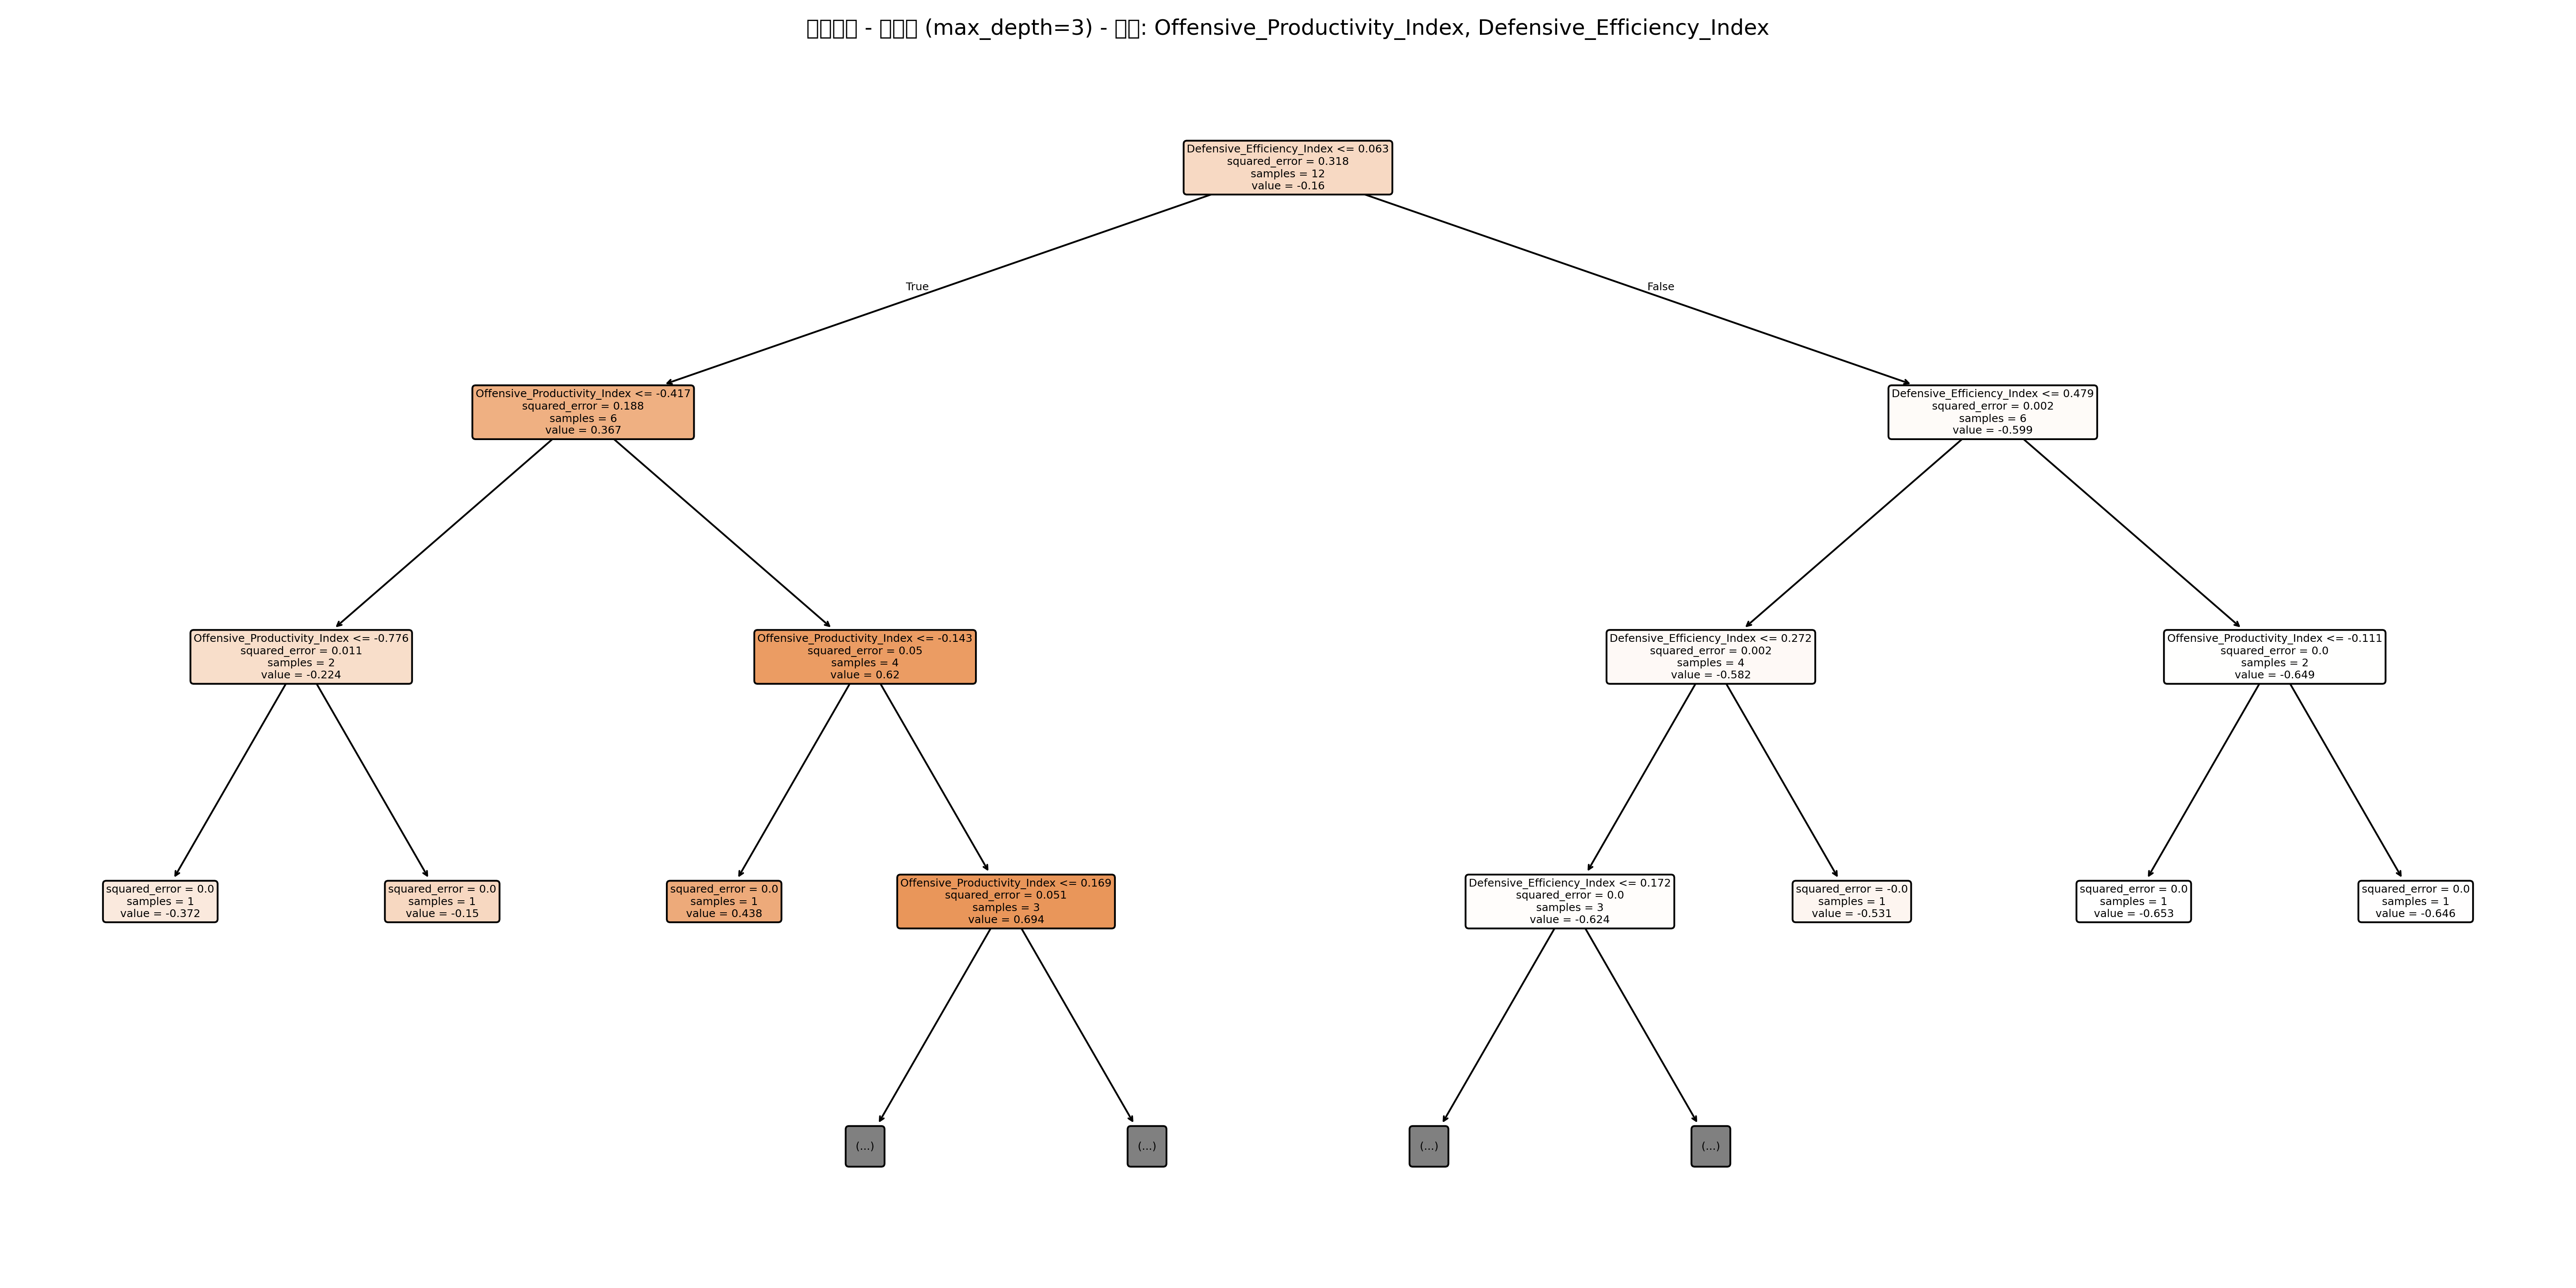 - (max_depth=3) - : Offensive_Productivity_Index, Defensive_Efficiency_Index
Defensive_Efficiency_Index <= 0.063
squared_error = 0.318
samples = 12
value = -0.16
True
False
Offensive_Productivity_Index <= -0.417
squared_error = 0.188
samples = 6
value = 0.367
Defensive_Efficiency_Index <= 0.479
squared_error = 0.002
samples = 6
value = -0.599
Offensive_Productivity_Index <= -0.776
squared_error = 0.011
samples = 2
value = -0.224
Offensive_Productivity_Index <= -0.143
squared_error = 0.05
samples = 4
value = 0.62
Defensive_Efficiency_Index <= 0.272
squared_error = 0.002
samples = 4
value = -0.582
Offensive_Productivity_Index <= -0.111
squared_error = 0.0
samples = 2
value = -0.649
squared_error = 0.0
samples = 1
value = -0.372
squared_error = 0.0
samples = 1
value = -0.15
squared_error = 0.0
samples = 1
value = 0.438
Offensive_Productivity_Index <= 0.169
squared_error = 0.051
samples = 3
value = 0.694
Defensive_Efficiency_Index <= 0.172
squared_error = 0.0
samples = 3
value = -0.624
squared_error = -0.0
samples = 1
value = -0.531
squared_error = 0.0
samples = 1
value = -0.653
squared_error = 0.0
samples = 1
value = -0.646
(...)
(...)
(...)
(...)